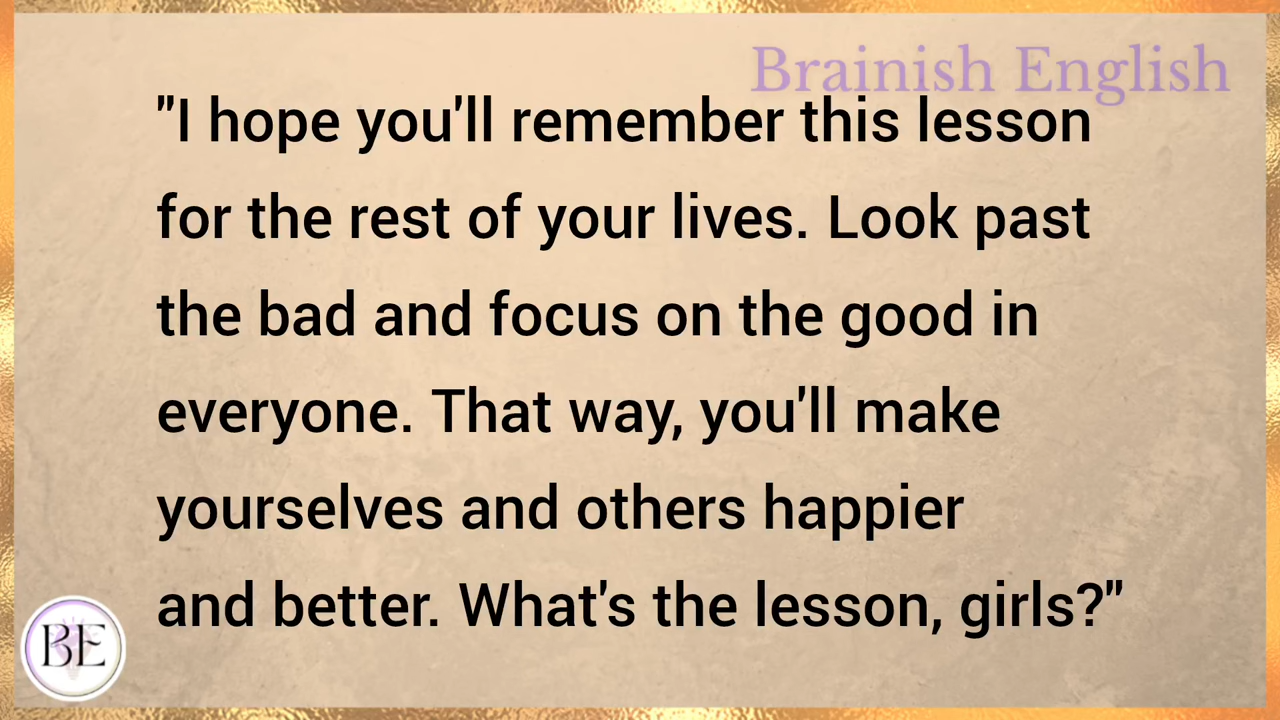 Brainish English
"I hope you'll remember this lesson
for the rest of your lives. Look past
the bad and focus on the good in
everyone. That way, you'll make
yourselves and others happier
and better. What's the lesson, girls?"
BE